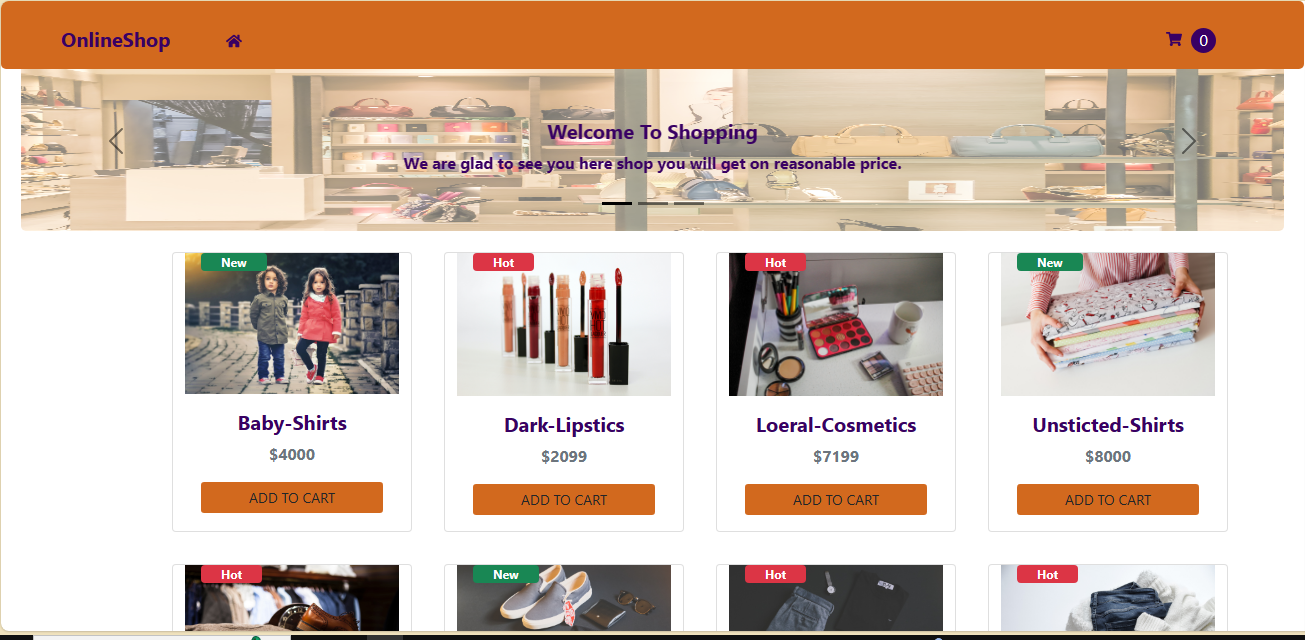 OnlineShop
0
Welcome To Shopping
We are glad to see you here shop you will get on reasonable price.
New
Hot
Hot
New
Baby-Shirts
Dark-Lipstics
Loeral-Cosmetics
Unsticted-Shirts
$4000
$2099
$7199
$8000
ADD TO CART
ADD TO CART
ADD TO CART
ADD TO CART
Hot
New
Hot
Hot